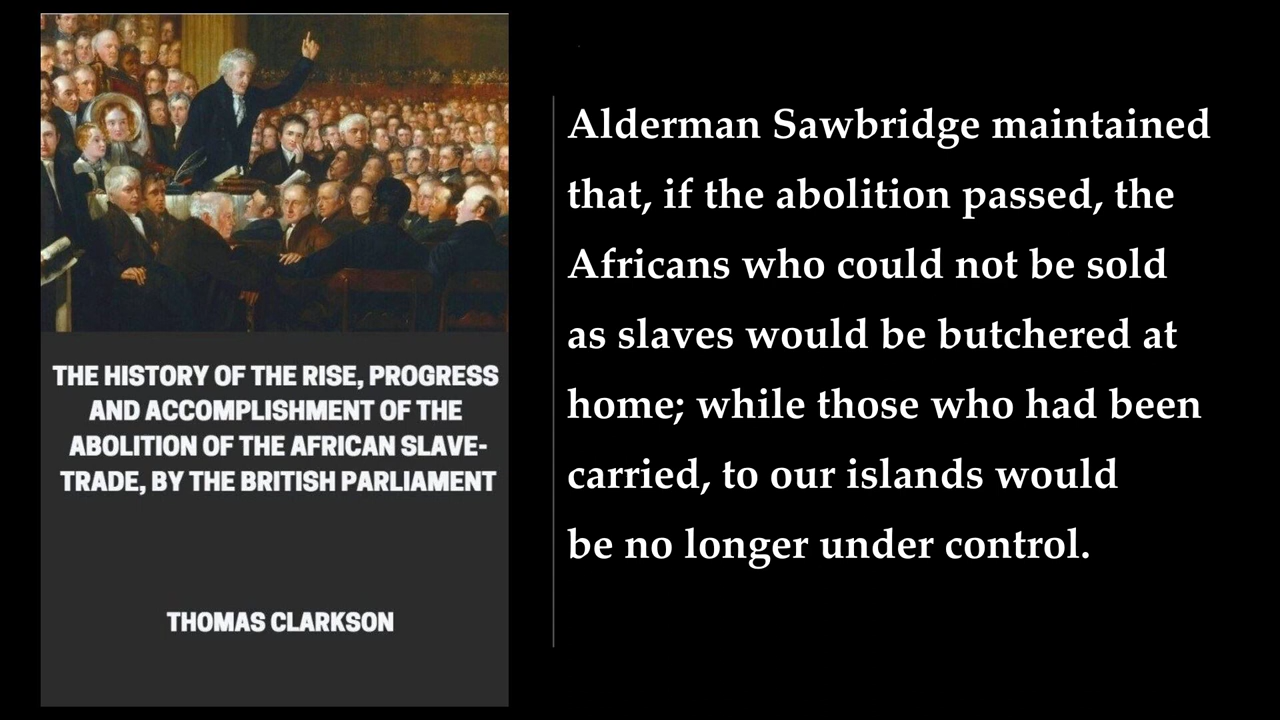 THE HISTORY OF THE RISE, PROGRESS
AND ACCOMPLISHMENT OF THE
ABOLITION OF THE AFRICAN SLAVE-
TRADE, BY THE BRITISH PARLIAMENT
THOMAS CLARKSON
Alderman Sawbridge maintained
that, if the abolition passed, the
Africans who could not be sold
as slaves would be butchered at
home; while those who had been
carried, to our islands would
be no longer under control.